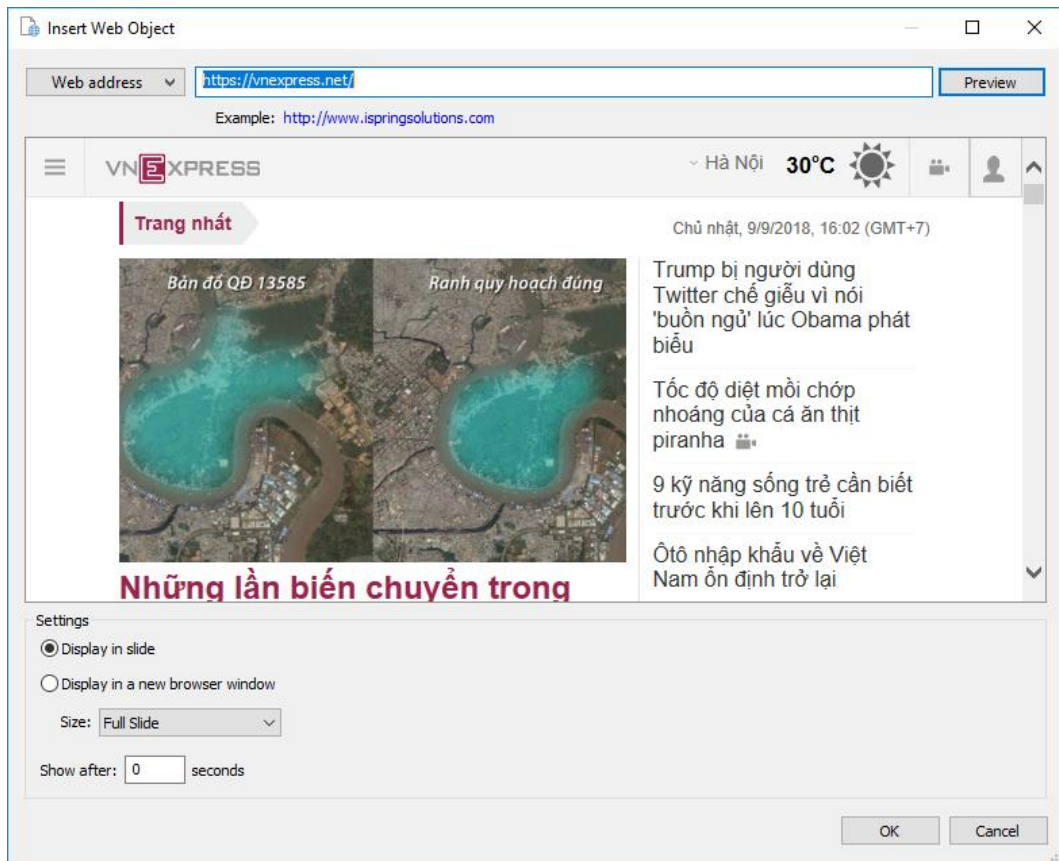 Insert Web Object
Web address
https://vnexpress.net/
Preview
Example: http://www.ispringsolutions.com
VNEXPRESS
Hà Nội 30°C
Trang nhất
Chủ nhật, 9/9/2018, 16:02 (GMT+7)
Bản đồ QĐ 13585
Ranh quy hoạch đúng
Những lần biến chuyển trong
Trump bị người dùng
Twitter chế giễu vì nói
'buồn ngủ' lúc Obama phát
biểu
Tốc độ diệt mồi chớp
nhoáng của cá ăn thịt
piranha
9 kỹ năng sống trẻ cần biết
trước khi lên 10 tuổi
Ôtô nhập khẩu về Việt
Nam ổn định trở lại
Settings
Display in slide
Display in a new browser window
Size: Full Slide
Show after: 0 seconds
OK
Cancel